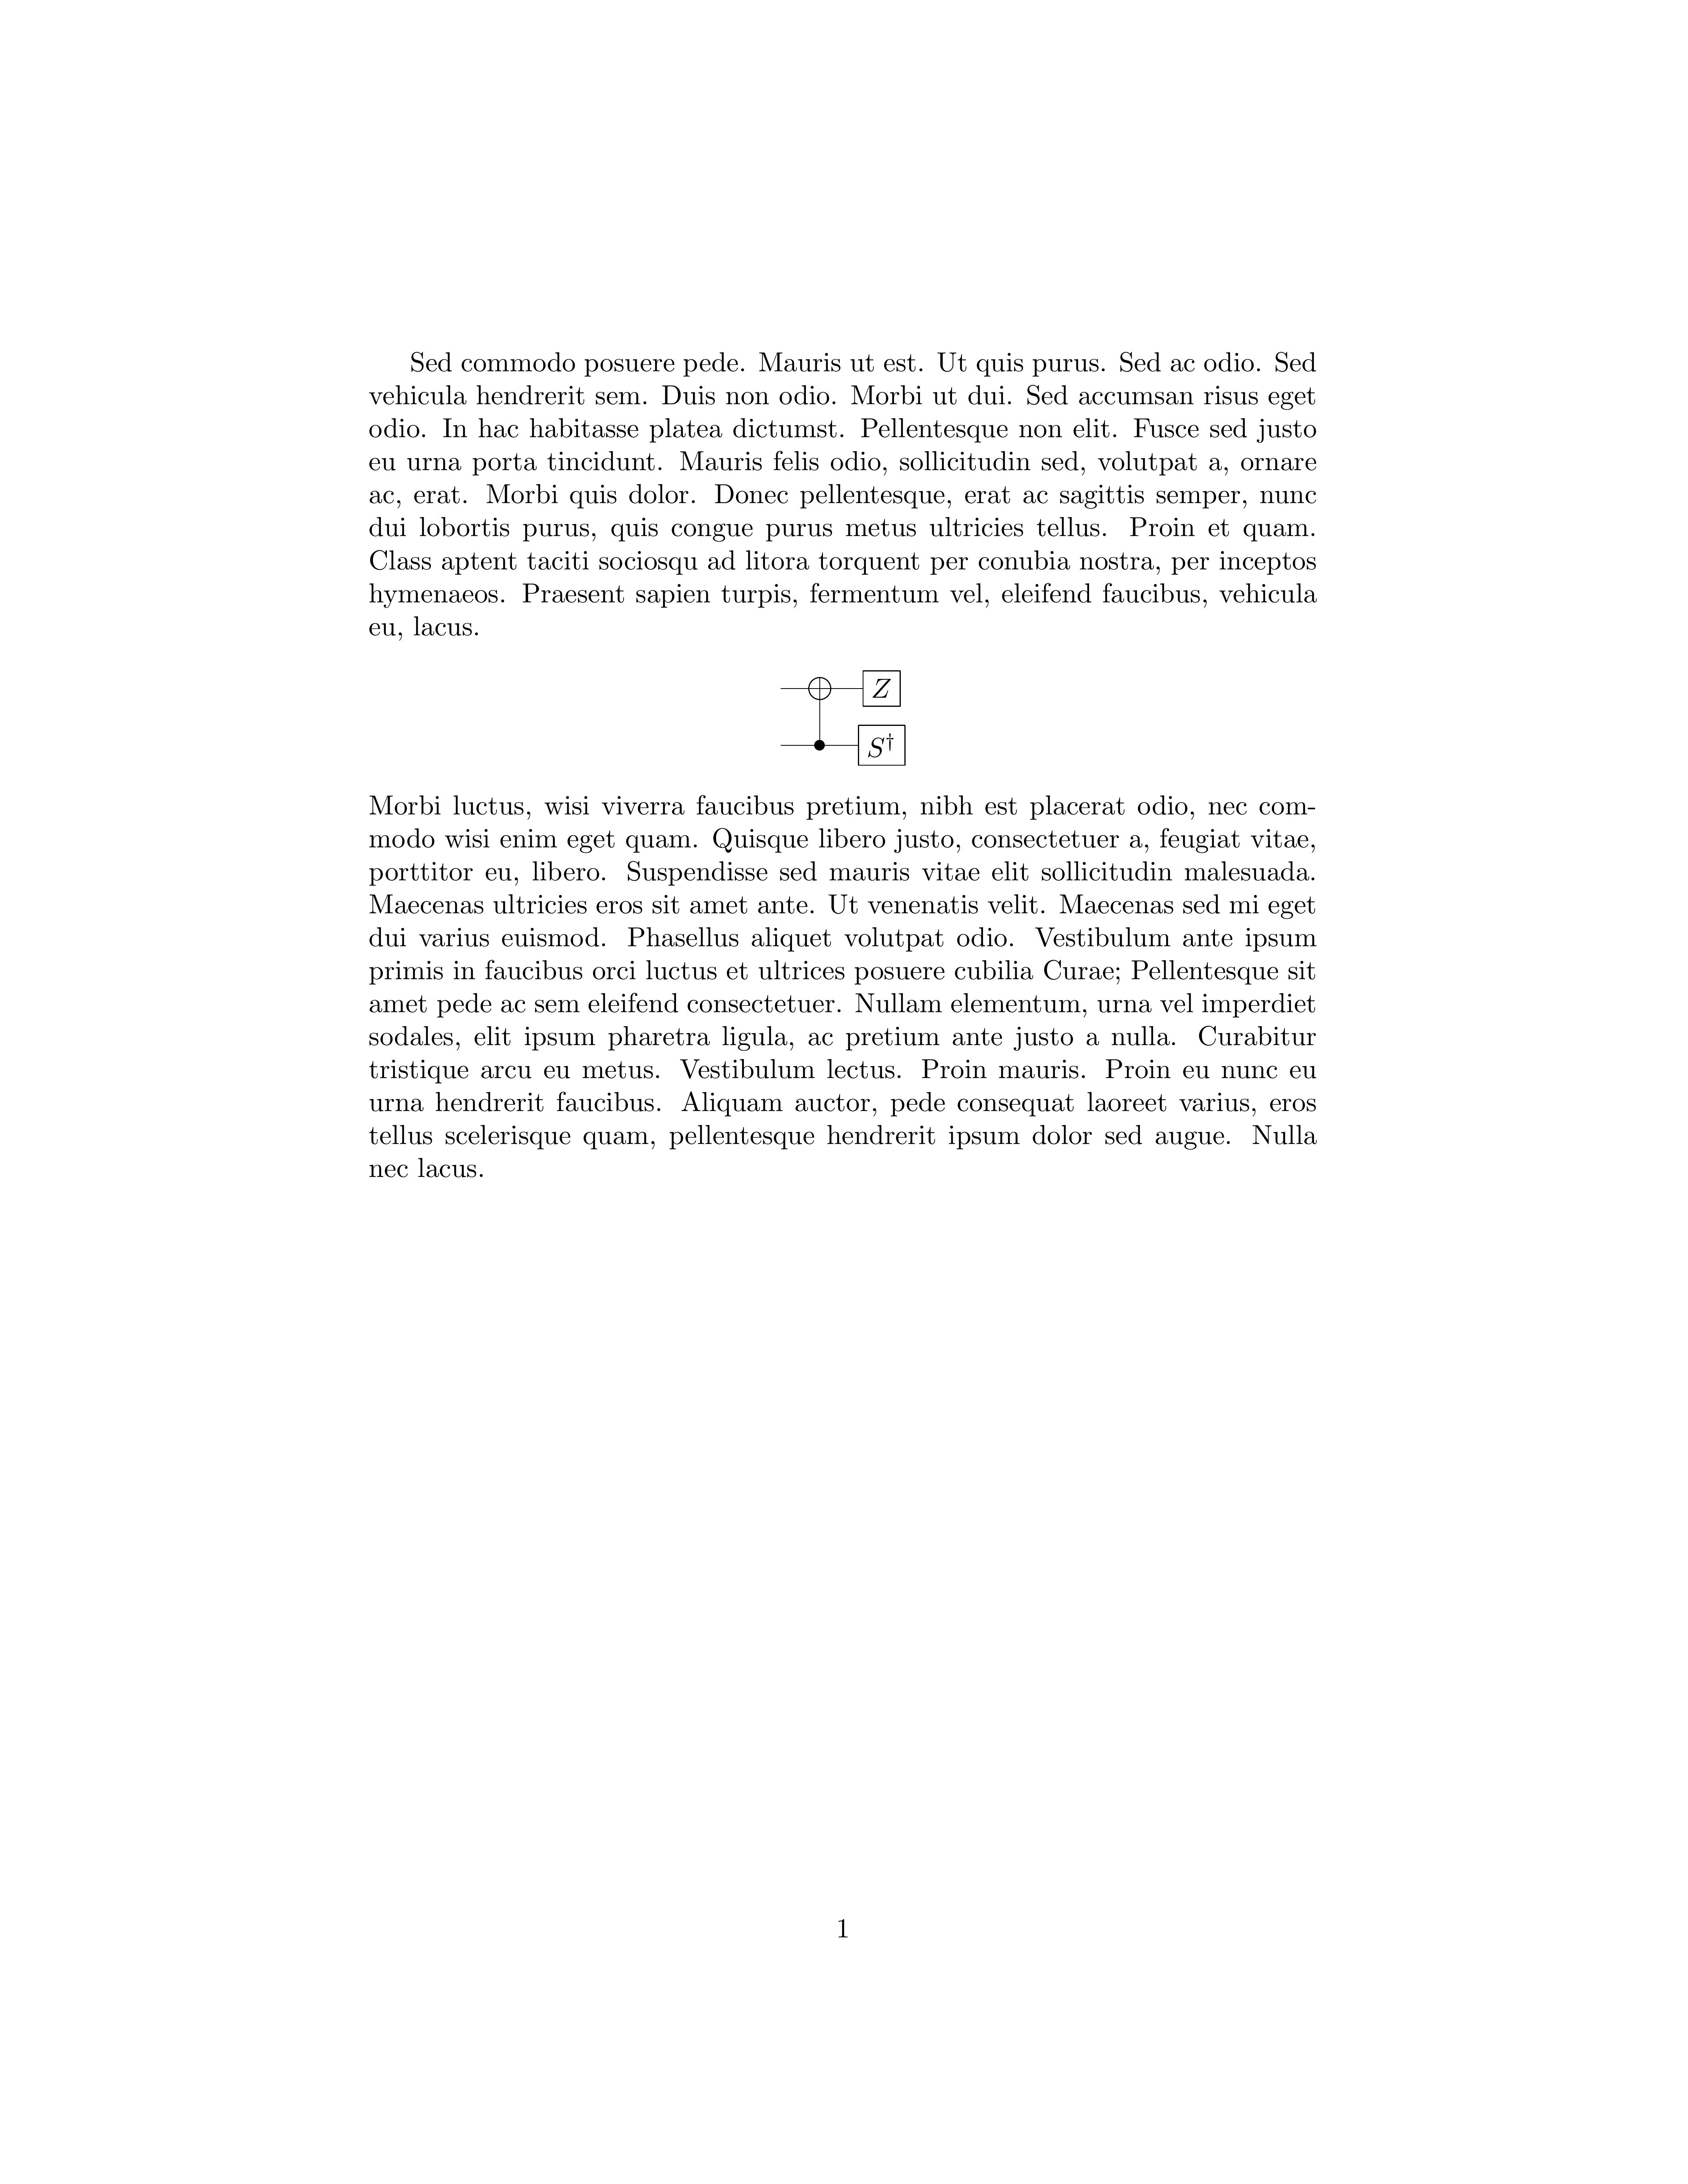 Sed commodo posuere pede. Mauris ut est. Ut quis purus. Sed ac odio. Sed
vehicula hendrerit sem. Duis non odio. Morbi ut dui. Sed accumsan risus eget
odio. In hac habitasse platea dictumst. Pellentesque non elit. Fusce sed justo
eu urna porta tincidunt. Mauris felis odio, sollicitudin sed, volutpat a, ornare
ac, erat. Morbi quis dolor. Donec pellentesque, erat ac sagittis semper, nunc
dui lobortis purus, quis congue purus metus ultricies tellus. Proin et quam.
Class aptent taciti sociosqu ad litora torquent per conubia nostra, per inceptos
hymenaeos. Praesent sapien turpis, fermentum vel, eleifend faucibus, vehicula
eu, lacus.
Z
S†
Morbi luctus, wisi viverra faucibus pretium, nibh est placerat odio, nec com-
modo wisi enim eget quam. Quisque libero justo, consectetuer a, feugiat vitae,
porttitor eu, libero. Suspendisse sed mauris vitae elit sollicitudin malesuada.
Maecenas ultricies eros sit amet ante. Ut venenatis velit. Maecenas sed mi eget
dui varius euismod. Phasellus aliquet volutpat odio. Vestibulum ante ipsum
primis in faucibus orci luctus et ultrices posuere cubilia Curae; Pellentesque sit
amet pede ac sem eleifend consectetuer. Nullam elementum, urna vel imperdiet
sodales, elit ipsum pharetra ligula, ac pretium ante justo a nulla. Curabitur
tristique arcu eu metus. Vestibulum lectus. Proin mauris. Proin eu nunc eu
urna hendrerit faucibus. Aliquam auctor, pede consequat laoreet varius, eros
tellus scelerisque quam, pellentesque hendrerit ipsum dolor sed augue. Nulla
nec lacus.
1